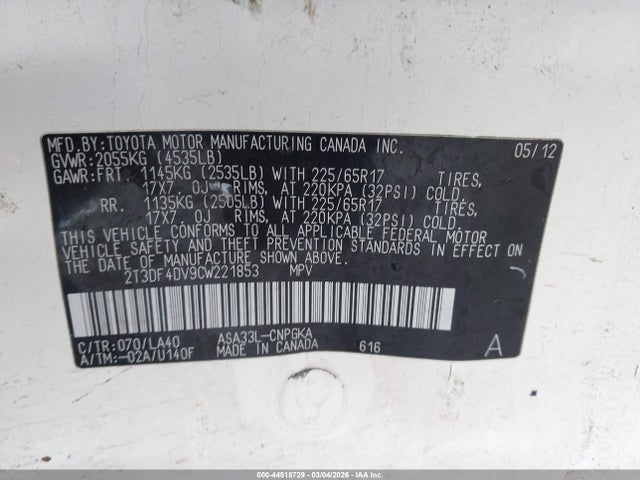 MFD. BY: TOYOTA MOTOR MANUFACTURING CANADA INC. 05/12
GVWR: 2055KG (4535LB)
GAWR: FRT. 1145KG (2535LB) WITH 225/65R17 TIRES,
17X7. 0J RIMS, AT 220KPA (32PSI) COLD.
RR. 1135KG (2505LB) WITH 225/65R17 TIRES,
17X7. 0J RIMS, AT 220KPA (32PSI) COLD.
THIS VEHICLE CONFORMS TO ALL APPLICABLE FEDERAL MOTOR
VEHICLE SAFETY AND THEFT PREVENTION STANDARDS IN EFFECT ON
THE DATE OF MANUFACTURE SHOWN ABOVE.
2T3DF4DV9CW221853 MPV
C/TR: 070/LA40 ASA33L-CNPGKA
A/TM: -02A/U140F MADE IN CANADA 616 A
000-44518729 - 03/04/2026 - IAA Inc.